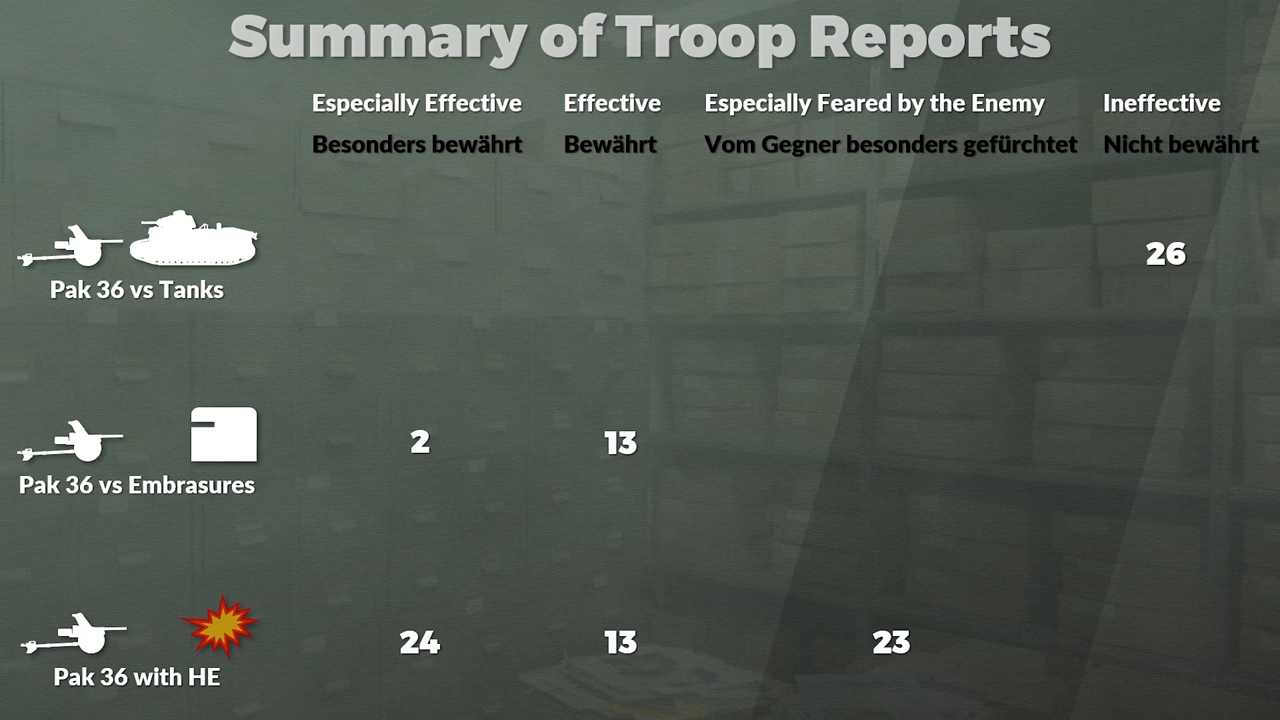 Summary of Troop Reports
Especially Effective Effective Especially Feared by the Enemy Ineffective
Besonders bewährt Bewährt Vom Gegner besonders gefürchtet Nicht bewährt
26
Pak 36 vs Tanks
2 13
Pak 36 vs Embrasures
24 13 23
Pak 36 with HE